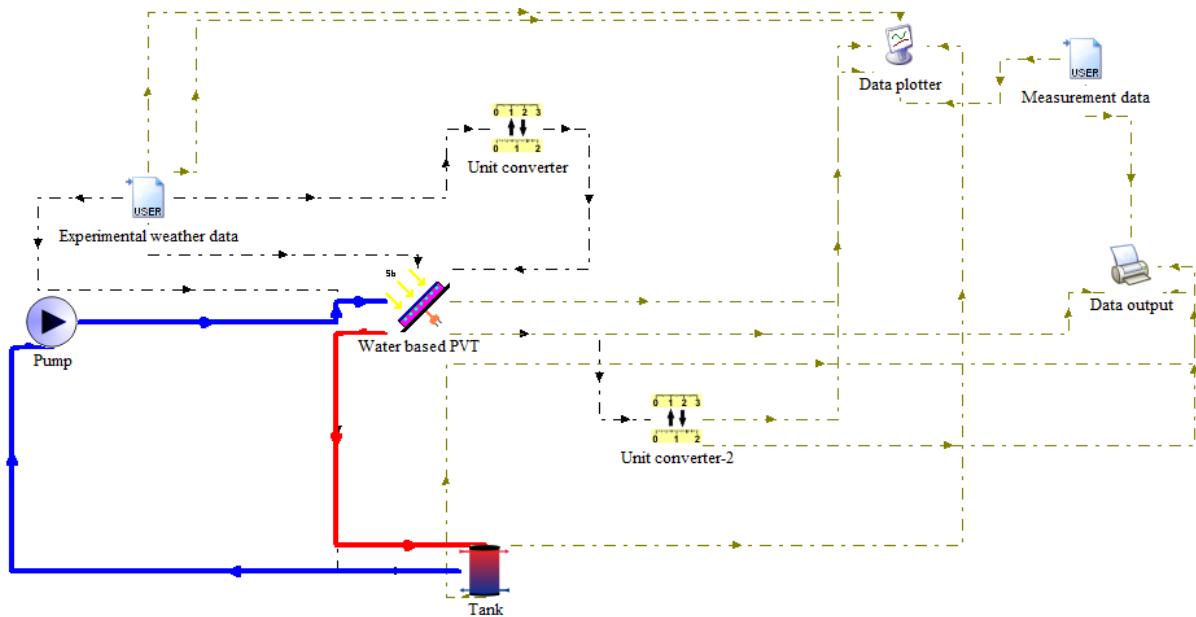 Data plotter
USER
Measurement data
0 1 2 3
0 1 2
Unit converter
USER
Experimental weather data
5b
Data output
Pump
Water based PVT
0 1 2 3
0 1 2
Unit converter-2
Tank